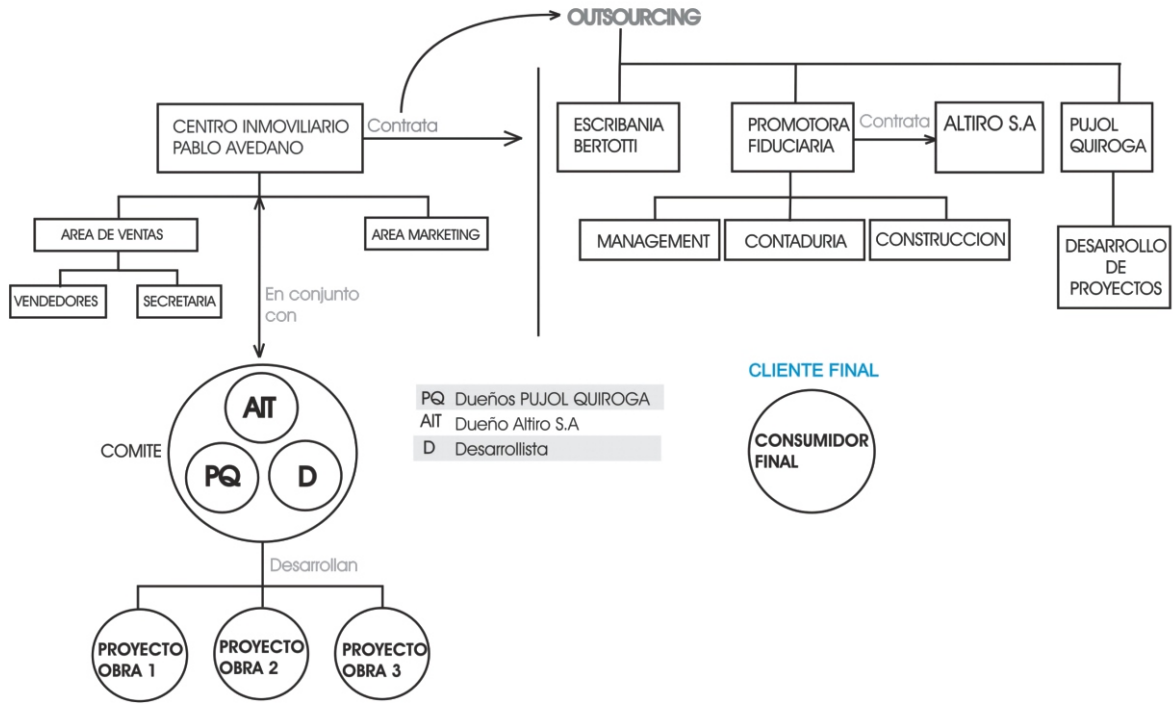 OUTSOURCING
CENTRO INMOVILIARIO
PABLO AVEDANO
Contrata
ESCRIBANIA
BERTOTTI
PROMOTORA
FIDUCIARIA
Contrata
ALTIRO S.A
PUJOL
QUIROGA
AREA DE VENTAS
AREA MARKETING
MANAGEMENT
CONTADURIA
CONSTRUCCION
DESARROLLO
DE
PROYECTOS
VENDEDORES
SECRETARIA
En conjunto
con
COMITE
AIT
PQ
D
PQ Dueños PUJOL QUIROGA
AIT Dueño Altiro S.A
D Desarrollista
CLIENTE FINAL
CONSUMIDOR
FINAL
Desarrollan
PROYECTO
OBRA 1
PROYECTO
OBRA 2
PROYECTO
OBRA 3